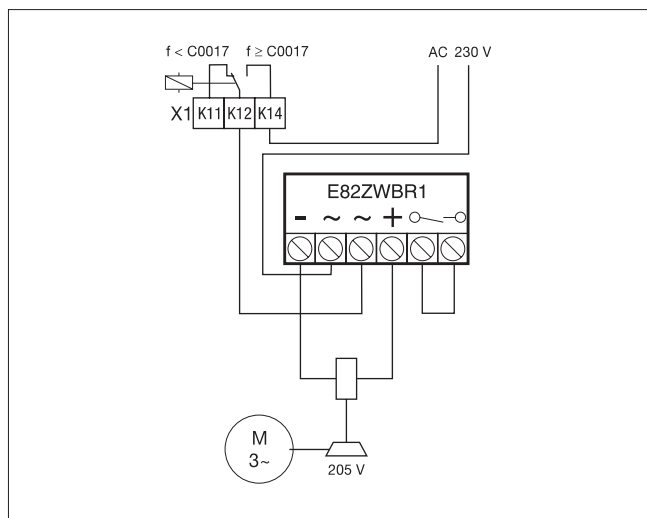 f < C0017 f ≥ C0017 AC 230 V
X1 K11 K12 K14
E82ZWBR1
- ~ ~ +
M
3~
205 V